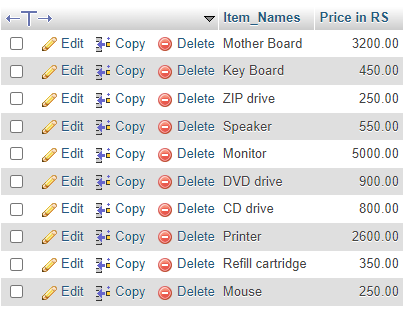 Item_Names Price in RS
Edit Copy Delete Mother Board 3200.00
Edit Copy Delete Key Board 450.00
Edit Copy Delete ZIP drive 250.00
Edit Copy Delete Speaker 550.00
Edit Copy Delete Monitor 5000.00
Edit Copy Delete DVD drive 900.00
Edit Copy Delete CD drive 800.00
Edit Copy Delete Printer 2600.00
Edit Copy Delete Refill cartridge 350.00
Edit Copy Delete Mouse 250.00